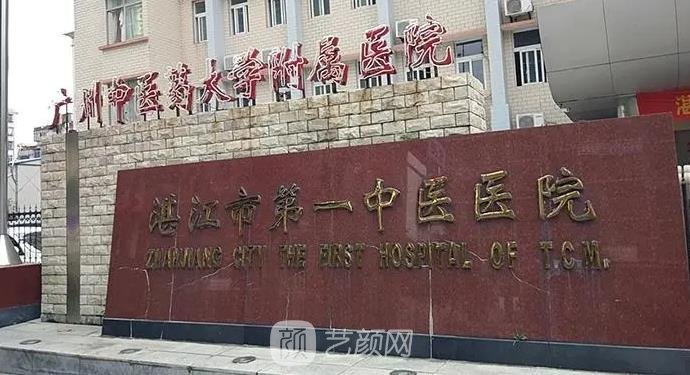 广州中医药大学附属医院
湛江市第一中医医院
ZHANJIANG CITY THE FIRST HOSPITAL OF T.C.M.
湛
颜 艺颜网